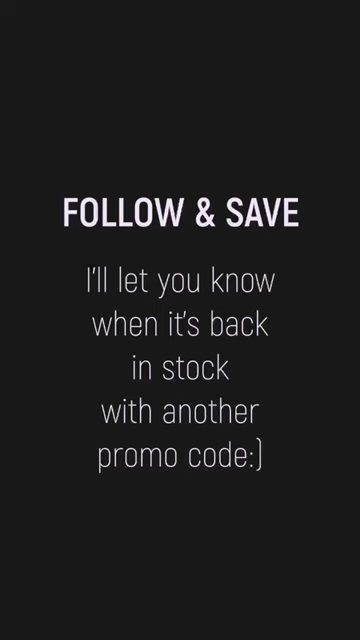 FOLLOW & SAVE
I'll let you know
when it's back
in stock
with another
promo code:)